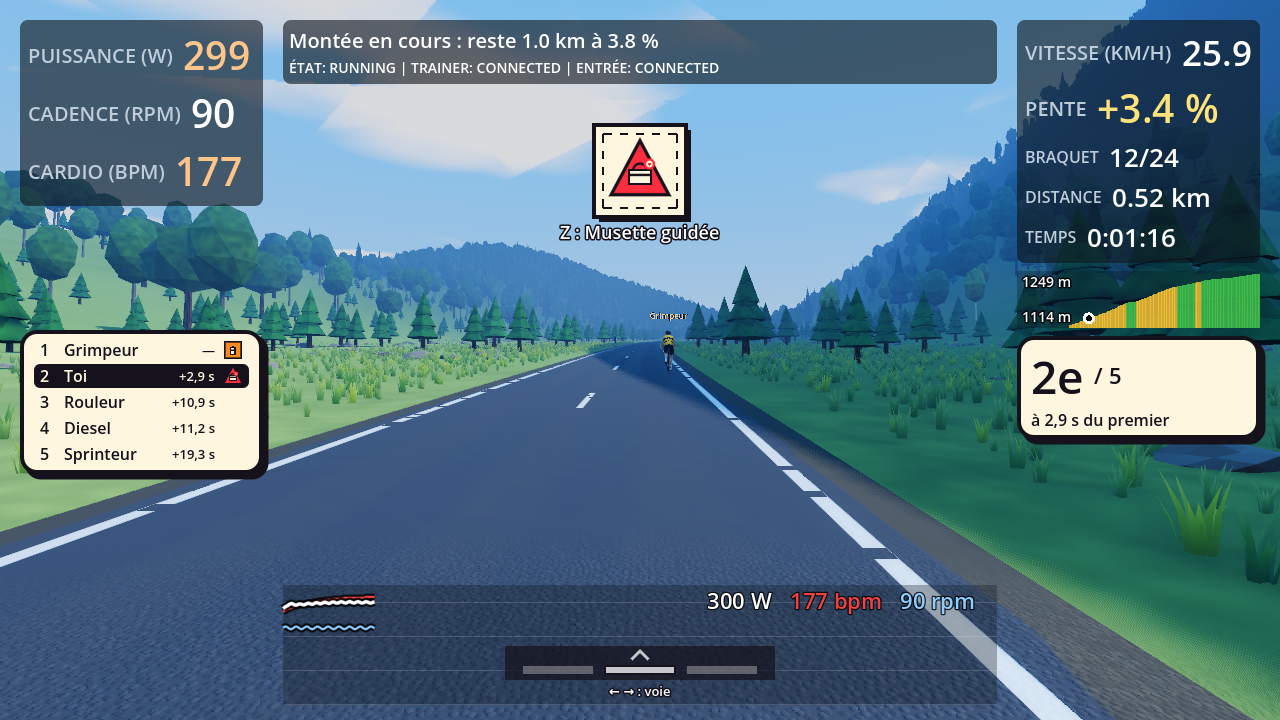 PUISSANCE (W) 299
CADENCE (RPM) 90
CARDIO (BPM) 177
Montée en cours : reste 1.0 km à 3.8 %
ÉTAT: RUNNING | TRAINER: CONNECTED | ENTRÉE: CONNECTED
VITESSE (KM/H) 25.9
PENTE +3.4 %
BRAQUET 12/24
DISTANCE 0.52 km
TEMPS 0:01:16
1249 m
1114 m
Z : Musette guidée
Grimpeur
1 Grimpeur —
2 Toi +2,9 s
3 Rouleur +10,9 s
4 Diesel +11,2 s
5 Sprinteur +19,3 s
2e / 5
à 2,9 s du premier
300 W 177 bpm 90 rpm
← → : voie